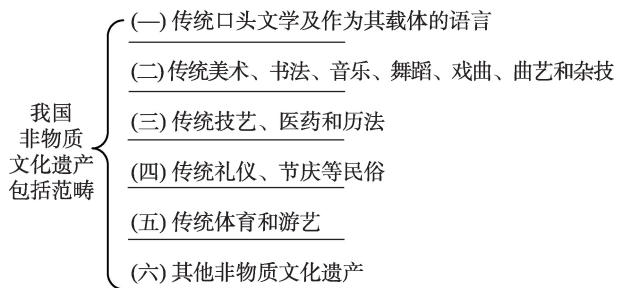 我国
非物质
文化遗产
包括范畴
(一) 传统口头文学及作为其载体的语言
(二) 传统美术、书法、音乐、舞蹈、戏曲、曲艺和杂技
(三) 传统技艺、医药和历法
(四) 传统礼仪、节庆等民俗
(五) 传统体育和游艺
(六) 其他非物质文化遗产